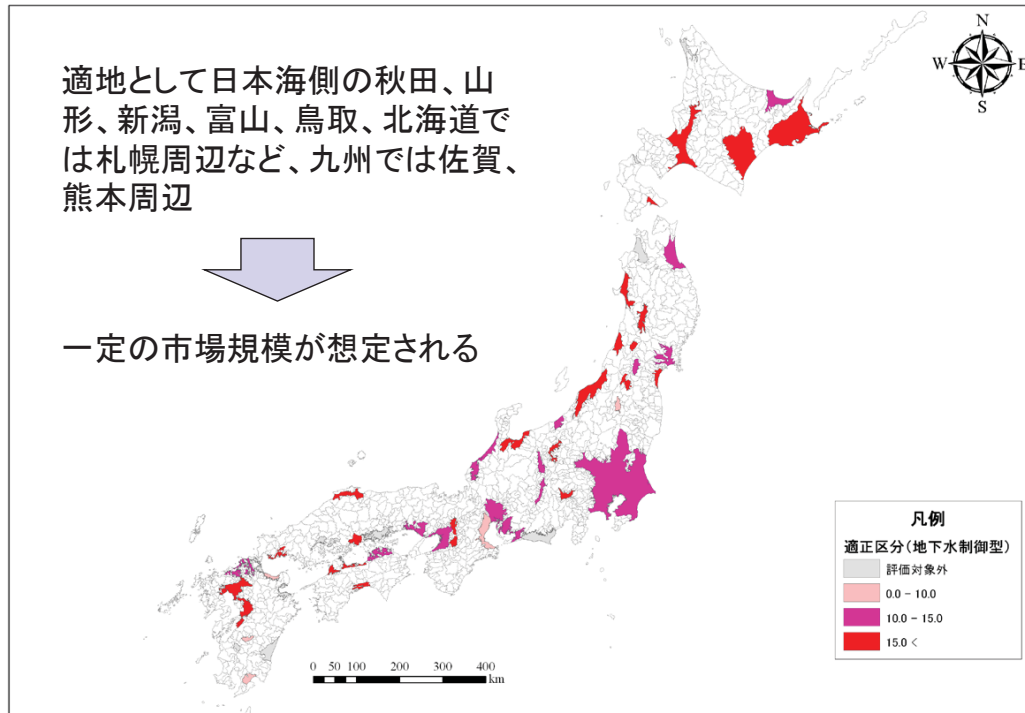 適地として日本海側の秋田、山
形、新潟、富山、鳥取、北海道で
は札幌周辺など、九州では佐賀、
熊本周辺
一定の市場規模が想定される
N
W
E
S
凡例
適正区分(地下水制御型)
評価対象外
0.0 - 10.0
10.0 - 15.0
15.0 <
0 50 100 200 300 400
km